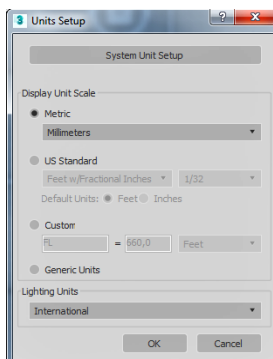 3 Units Setup
System Unit Setup
Display Unit Scale
Metric
Millimeters
US Standard
Feet w/Fractional Inches 1/32
Default Units: Feet Inches
Custom
FL = 660,0 Feet
Generic Units
Lighting Units
International
OK Cancel